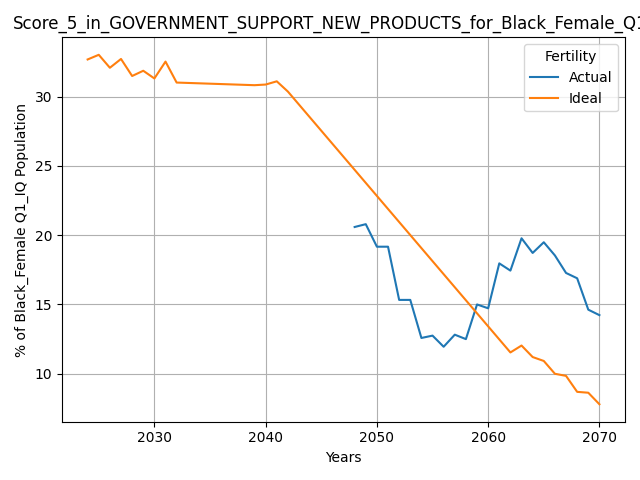 Score_5_in_GOVERNMENT_SUPPORT_NEW_PRODUCTS_for_Black_Female_Q1
Fertility
Actual
Ideal
% of Black_Female Q1_IQ Population
30
25
20
15
10
2030
2040
2050
2060
2070
Years